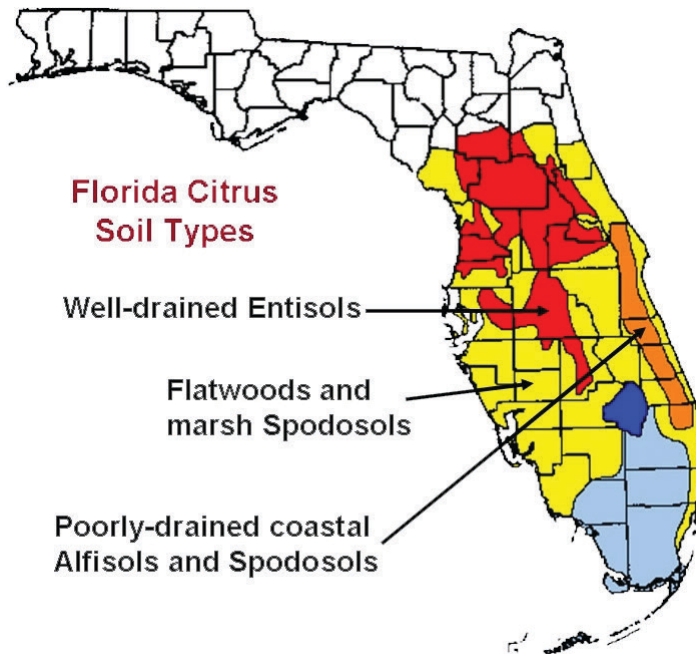 Florida Citrus
Soil Types
Well-drained Entisols
Flatwoods and
marsh Spodosols
Poorly-drained coastal
Alfisols and Spodosols